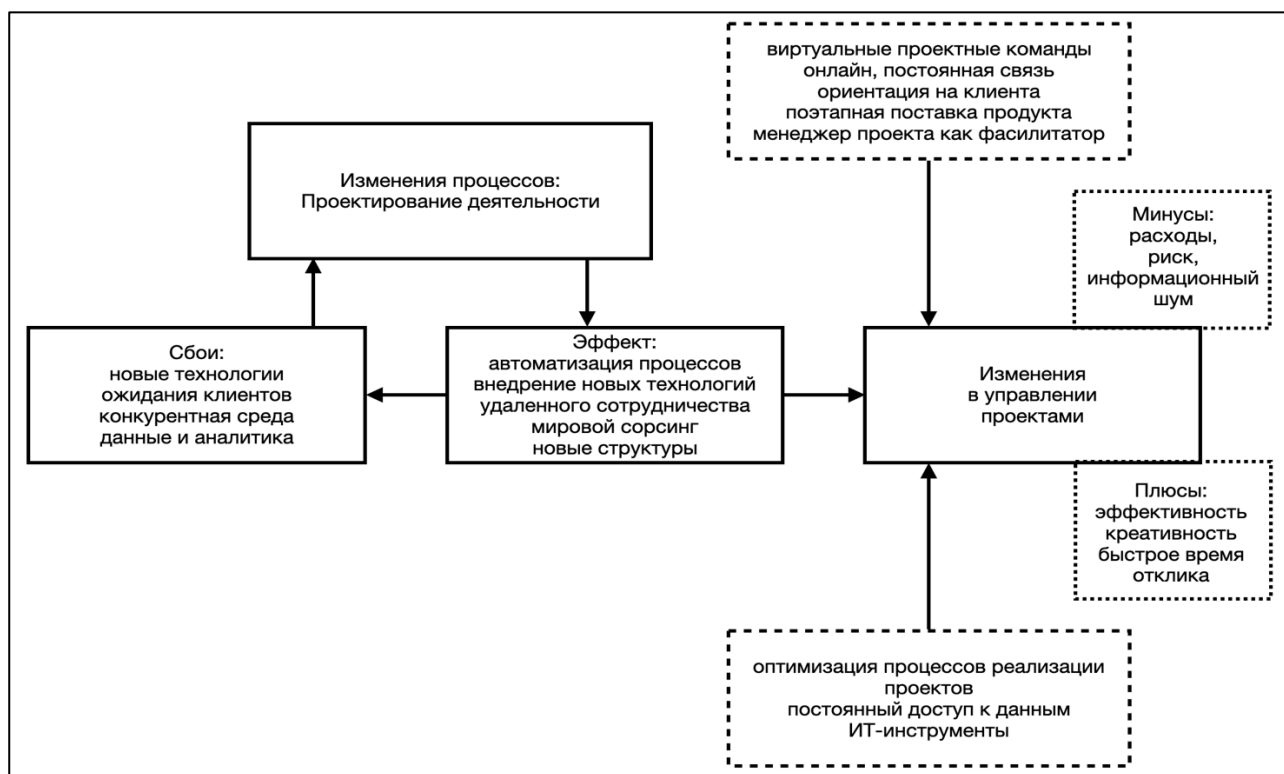 виртуальные проектные команды
онлайн, постоянная связь
ориентация на клиента
поэтапная поставка продукта
менеджер проекта как фасилитатор
Изменения процессов:
Проектирование деятельности
Минусы:
расходы,
риск,
информационный
шум
Сбои:
новые технологии
ожидания клиентов
конкурентная среда
данные и аналитика
Эффект:
автоматизация процессов
внедрение новых технологий
удаленного сотрудничества
мировой сорсинг
новые структуры
Изменения
в управлении
проектами
Плюсы:
эффективность
креативность
быстрое время
отклика
оптимизация процессов реализации
проектов
постоянный доступ к данным
ИТ-инструменты